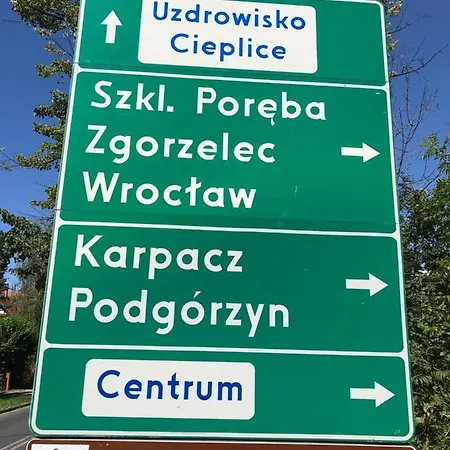 Uzdrowisko
Cieplice
Szkl. Poręba
Zgorzelec
Wrocław
Karpacz
Podgórzyn
Centrum